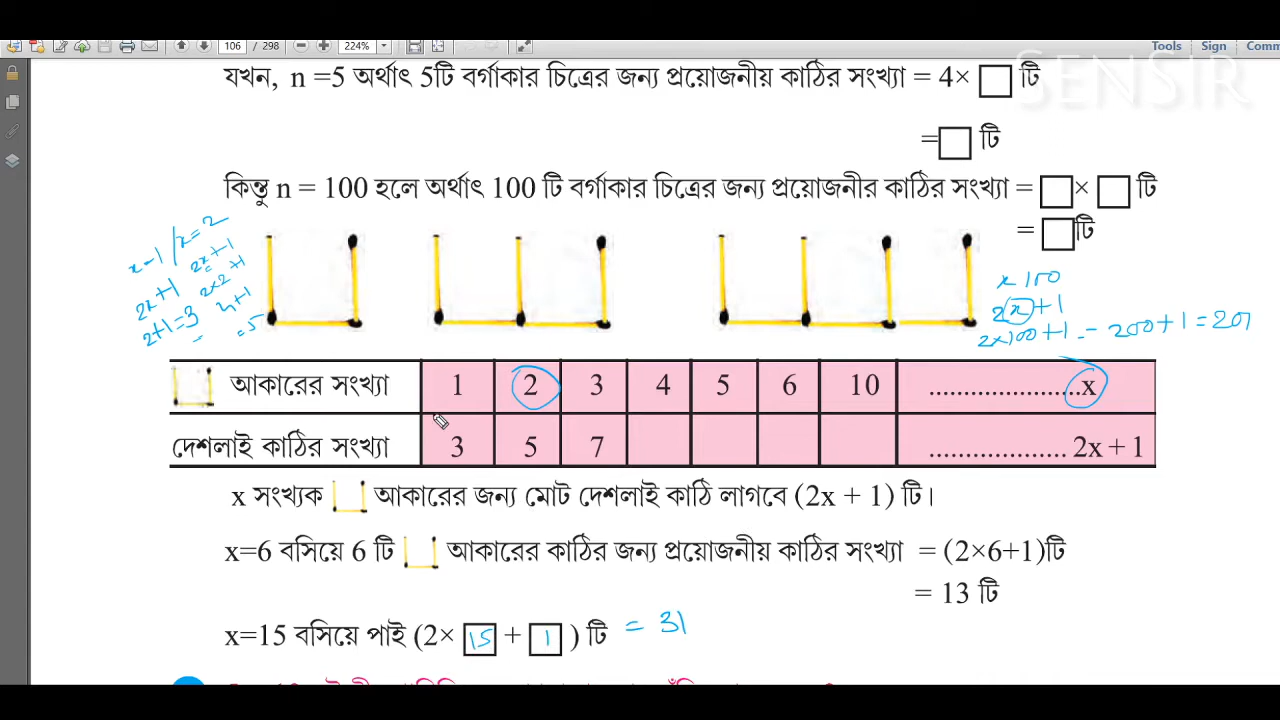 106 / 298
224%
Tools Sign Comm
SENSIR
যখন, n =5 অর্থাৎ 5টি বর্গাকার চিত্রের জন্য প্রয়োজনীয় কাঠির সংখ্যা = 4× □ টি
=□ টি
কিন্তু n = 100 হলে অর্থাৎ 100 টি বর্গাকার চিত্রের জন্য প্রয়োজনীর কাঠির সংখ্যা = □× □ টি
= □টি
x-1 / x=2
2x+1 2x+1
2+1=3 2x2+1
4+1
=5
x 100
2(x)+1
2x100+1 = 200+1=201
আকারের সংখ্যা 1 2 3 4 5 6 10 .....................x
দেশলাই কাঠির সংখ্যা 3 5 7 ................... 2x + 1
x সংখ্যক আকারের জন্য মোট দেশলাই কাঠি লাগবে (2x + 1) টি।
x=6 বসিয়ে 6 টি আকারের কাঠির জন্য প্রয়োজনীয় কাঠির সংখ্যা = (2×6+1)টি
= 13 টি
x=15 বসিয়ে পাই (2× 15 + 1 ) টি = 31